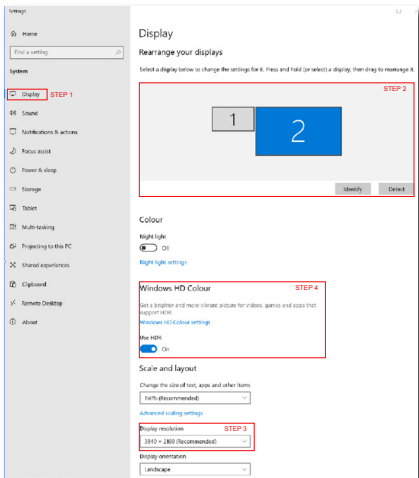 Settings
Home
Find a setting
System
Display STEP 1
Sound
Notifications & actions
Focus assist
Power & sleep
Storage
Tablet
Multi-tasking
Projecting to this PC
Shared experiences
Clipboard
Remote Desktop
About
Display
Rearrange your displays
Select a display below to change the settings for it. Press and hold (or select) a display, then drag to rearrange it.
STEP 2
1
2
Identify Detect
Colour
Night light
Off
Night light settings
Windows HD Colour STEP 4
Get a brighter and more vibrant picture for videos, games and apps that
support HDR.
Windows HD Colour settings
Use HDR
On
Scale and layout
Change the size of text, apps and other items
150% (Recommended)
Advanced scaling settings
Display resolution STEP 3
3840 × 2160 (Recommended)
Display orientation
Landscape